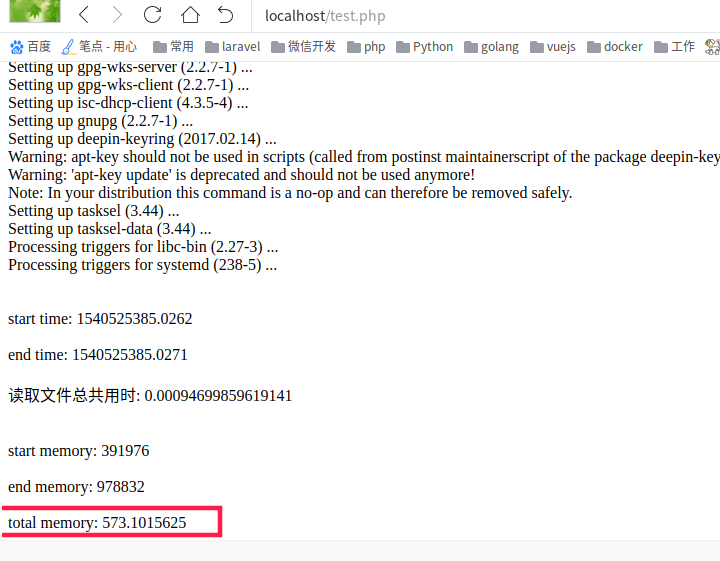 localhost/test.php
百度 笔点 - 用心 常用 laravel 微信开发 php Python golang vuejs docker 工作
Setting up gpg-wks-server (2.2.7-1) ...
Setting up gpg-wks-client (2.2.7-1) ...
Setting up isc-dhcp-client (4.3.5-4) ...
Setting up gnupg (2.2.7-1) ...
Setting up deepin-keyring (2017.02.14) ...
Warning: apt-key should not be used in scripts (called from postinst maintainerscript of the package deepin-key
Warning: 'apt-key update' is deprecated and should not be used anymore!
Note: In your distribution this command is a no-op and can therefore be removed safely.
Setting up tasksel (3.44) ...
Setting up tasksel-data (3.44) ...
Processing triggers for libc-bin (2.27-3) ...
Processing triggers for systemd (238-5) ...
start time: 1540525385.0262
end time: 1540525385.0271
读取文件总共用时: 0.00094699859619141
start memory: 391976
end memory: 978832
total memory: 573.1015625